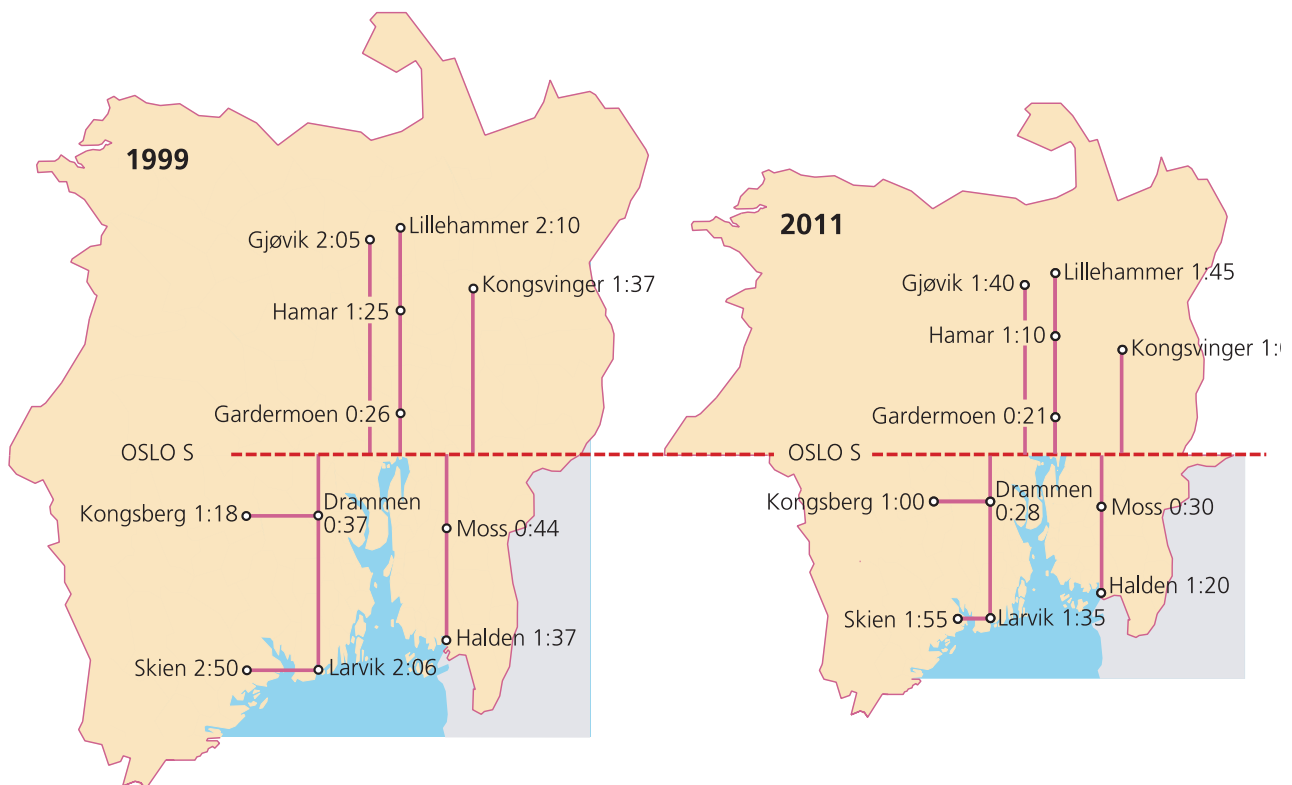 1999
Lillehammer 2:10
Gjøvik 2:05
Kongsvinger 1:37
Hamar 1:25
Gardermoen 0:26
OSLO S
Drammen
0:37
Kongsberg 1:18
Moss 0:44
Halden 1:37
Skien 2:50
Larvik 2:06
2011
Lillehammer 1:45
Gjøvik 1:40
Hamar 1:10
Kongsvinger
Gardermoen 0:21
OSLO S
Drammen
0:28
Kongsberg 1:00
Moss 0:30
Halden 1:20
Skien 1:55
Larvik 1:35